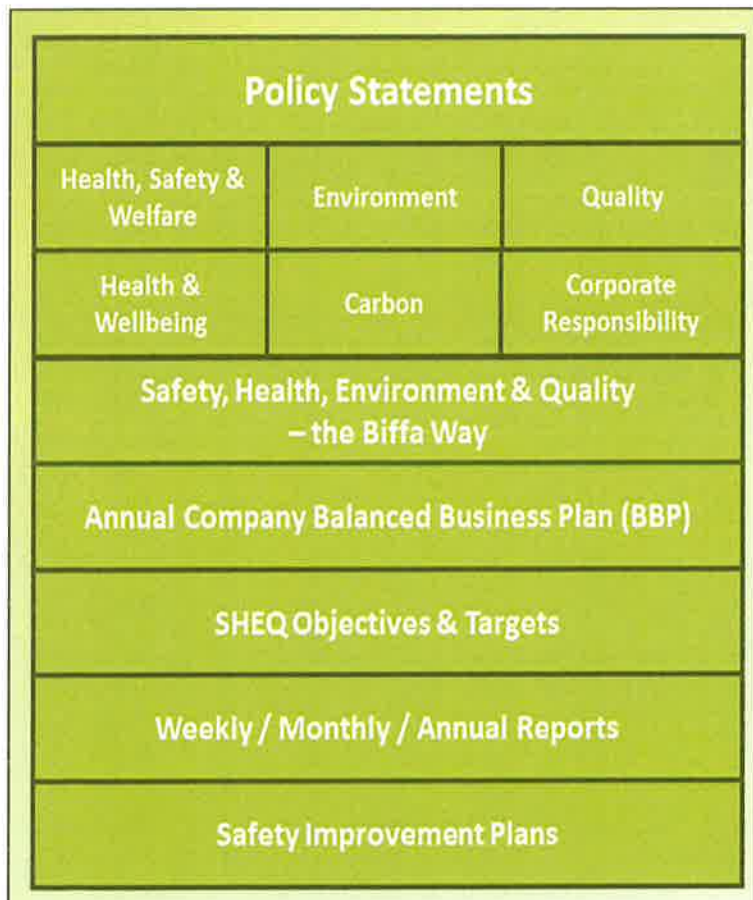 Policy Statements
Health, Safety &
Welfare
Environment
Quality
Health &
Wellbeing
Carbon
Corporate
Responsibility
Safety, Health, Environment & Quality
– the Biffa Way
Annual Company Balanced Business Plan (BBP)
SHEQ Objectives & Targets
Weekly / Monthly / Annual Reports
Safety Improvement Plans